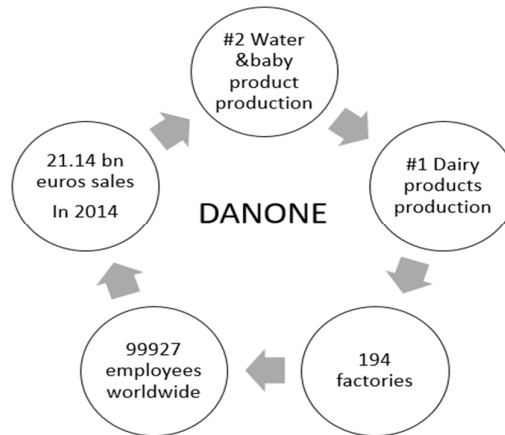 #2 Water
&baby
product
production
#1 Dairy
products
production
194
factories
99927
employees
worldwide
21.14 bn
euros sales
In 2014
DANONE